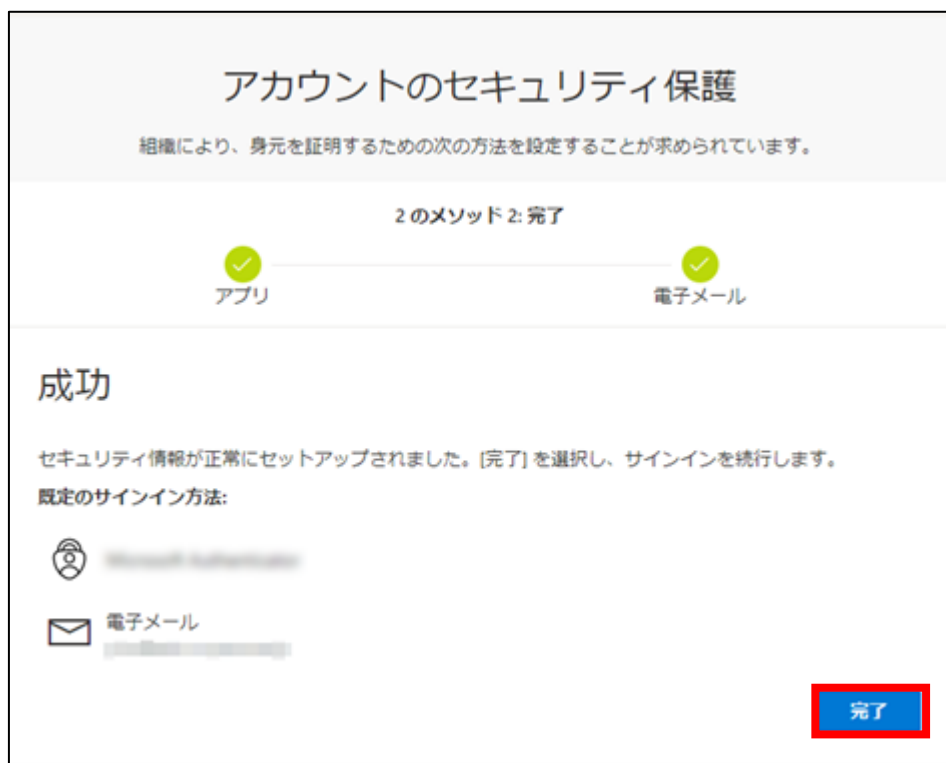 アカウントのセキュリティ保護
組織により、身元を証明するための次の方法を設定することが求められています。
2 のメソッド 2: 完了
アプリ
電子メール
成功
セキュリティ情報が正常にセットアップされました。[完了] を選択し、サインインを続行します。
既定のサインイン方法:
電子メール
完了